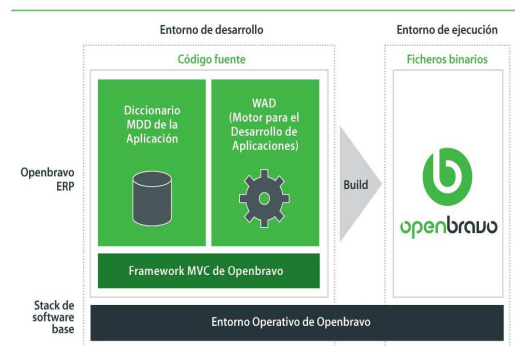 Entorno de desarrollo
Entorno de ejecución
Código fuente
Ficheros binarios
Diccionario
MDD de la
Aplicación
WAD
(Motor para el
Desarrollo de
Aplicaciones)
Openbravo
ERP
Build
openbravo
Framework MVC de Openbravo
Stack de
software
base
Entorno Operativo de Openbravo